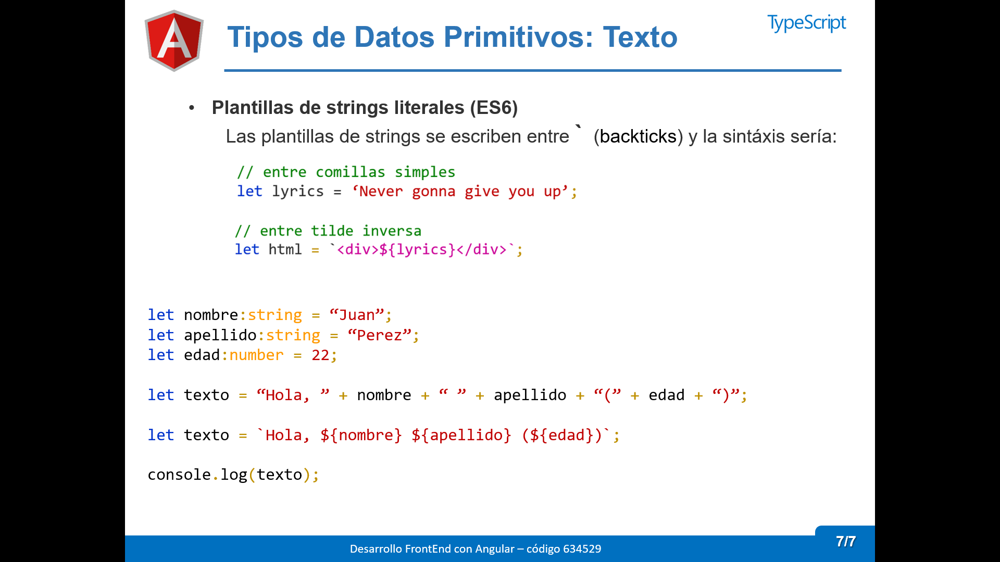 A
Tipos de Datos Primitivos: Texto
TypeScript
• Plantillas de strings literales (ES6)
Las plantillas de strings se escriben entre ` (backticks) y la sintáxis sería:
// entre comillas simples
let lyrics = ‘Never gonna give you up’;
// entre tilde inversa
let html = `<div>${lyrics}</div>`;
let nombre:string = “Juan”;
let apellido:string = “Perez”;
let edad:number = 22;
let texto = “Hola, ” + nombre + “ ” + apellido + “(” + edad + “)”;
let texto = `Hola, ${nombre} ${apellido} (${edad})`;
console.log(texto);
Desarrollo FrontEnd con Angular – código 634529
7/7